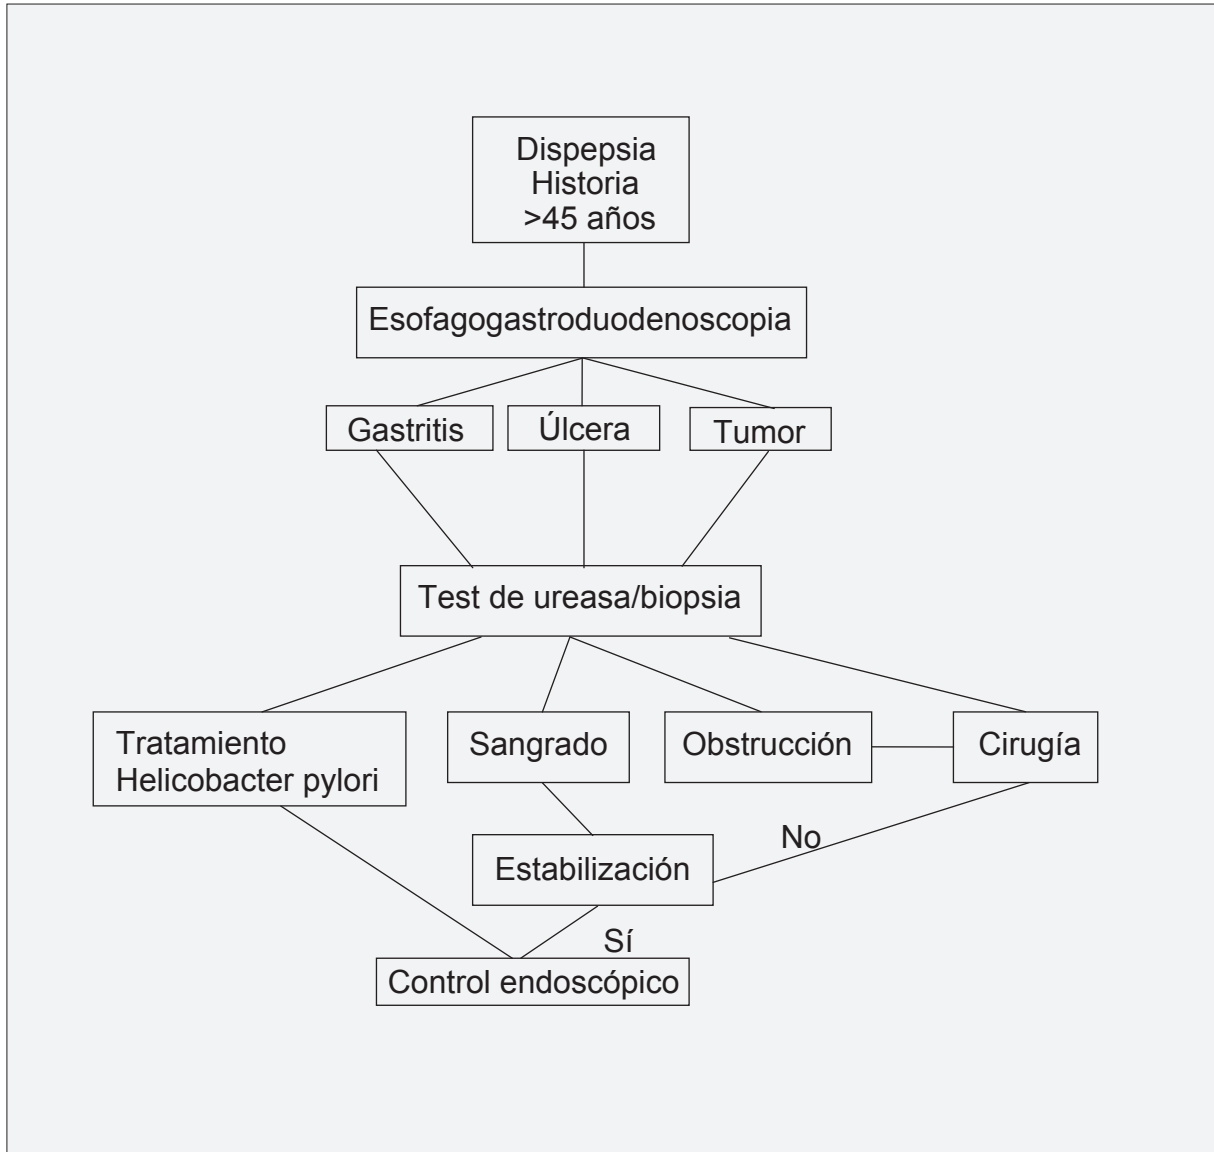 Dispepsia
Historia
>45 años
Esofagogastroduodenoscopia
Gastritis
Úlcera
Tumor
Test de ureasa/biopsia
Tratamiento
Helicobacter pylori
Sangrado
Obstrucción
Cirugía
No
Estabilización
Sí
Control endoscópico